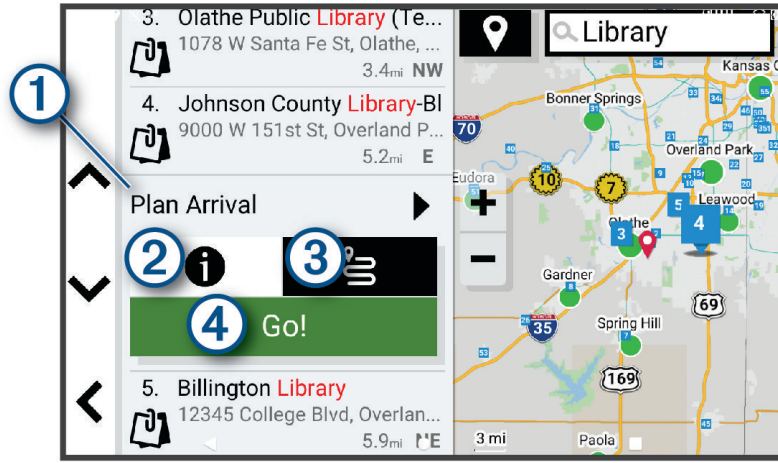 3. Olathe Public Library (Te...
1078 W Santa Fe St, Olathe, ...
3.4mi NW
4. Johnson County Library-Bl
9000 W 151st St, Overland P...
5.2mi E
1
Plan Arrival
2
i
3
4
Go!
5. Billington Library
12345 College Blvd, Overlan...
5.9mi NE
Library
Kansas C
Bonner Springs
70
Overland Park
Eudora
10
7
Leawood
5
4
Olathe
3
+
-
Gardner
69
35
Spring Hill
169
3 mi
Paola